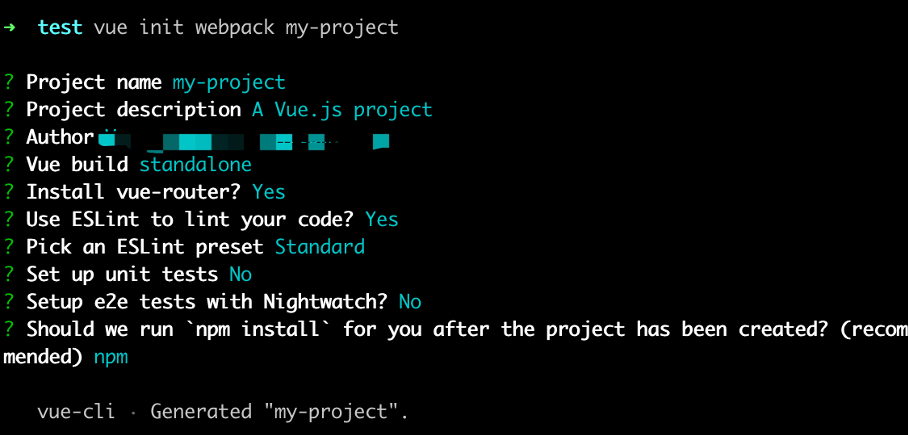 ➜ test vue init webpack my-project
? Project name my-project
? Project description A Vue.js project
? Author
? Vue build standalone
? Install vue-router? Yes
? Use ESLint to lint your code? Yes
? Pick an ESLint preset Standard
? Set up unit tests No
? Setup e2e tests with Nightwatch? No
? Should we run `npm install` for you after the project has been created? (recom
mended) npm
vue-cli · Generated "my-project".